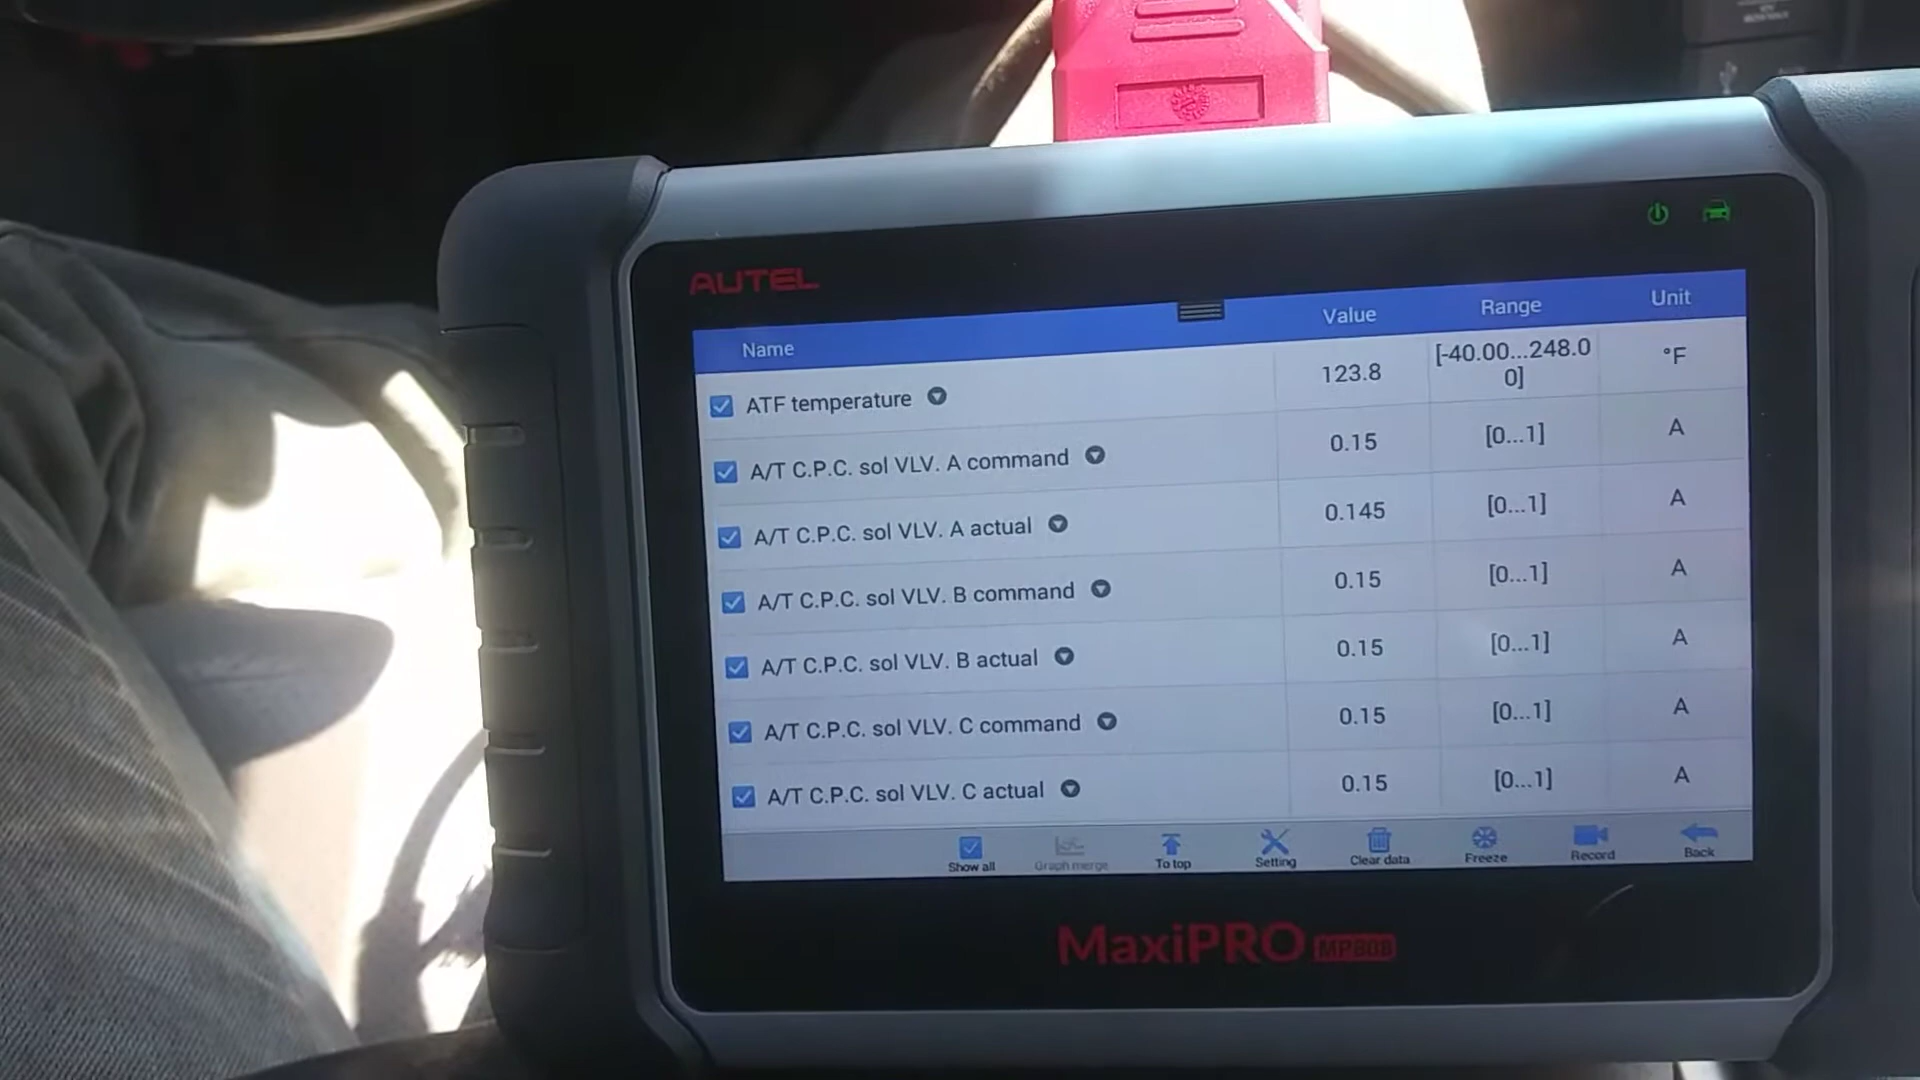 AUTEL
Name Value Range Unit
ATF temperature 123.8 [-40.00...248.0 °F
0]
A/T C.P.C. sol VLV. A command 0.15 [0...1] A
A/T C.P.C. sol VLV. A actual 0.145 [0...1] A
A/T C.P.C. sol VLV. B command 0.15 [0...1] A
A/T C.P.C. sol VLV. B actual 0.15 [0...1] A
A/T C.P.C. sol VLV. C command 0.15 [0...1] A
A/T C.P.C. sol VLV. C actual 0.15 [0...1] A
Show all Graph merge To top Setting Clear data Freeze Record Back
MaxiPRO MP808